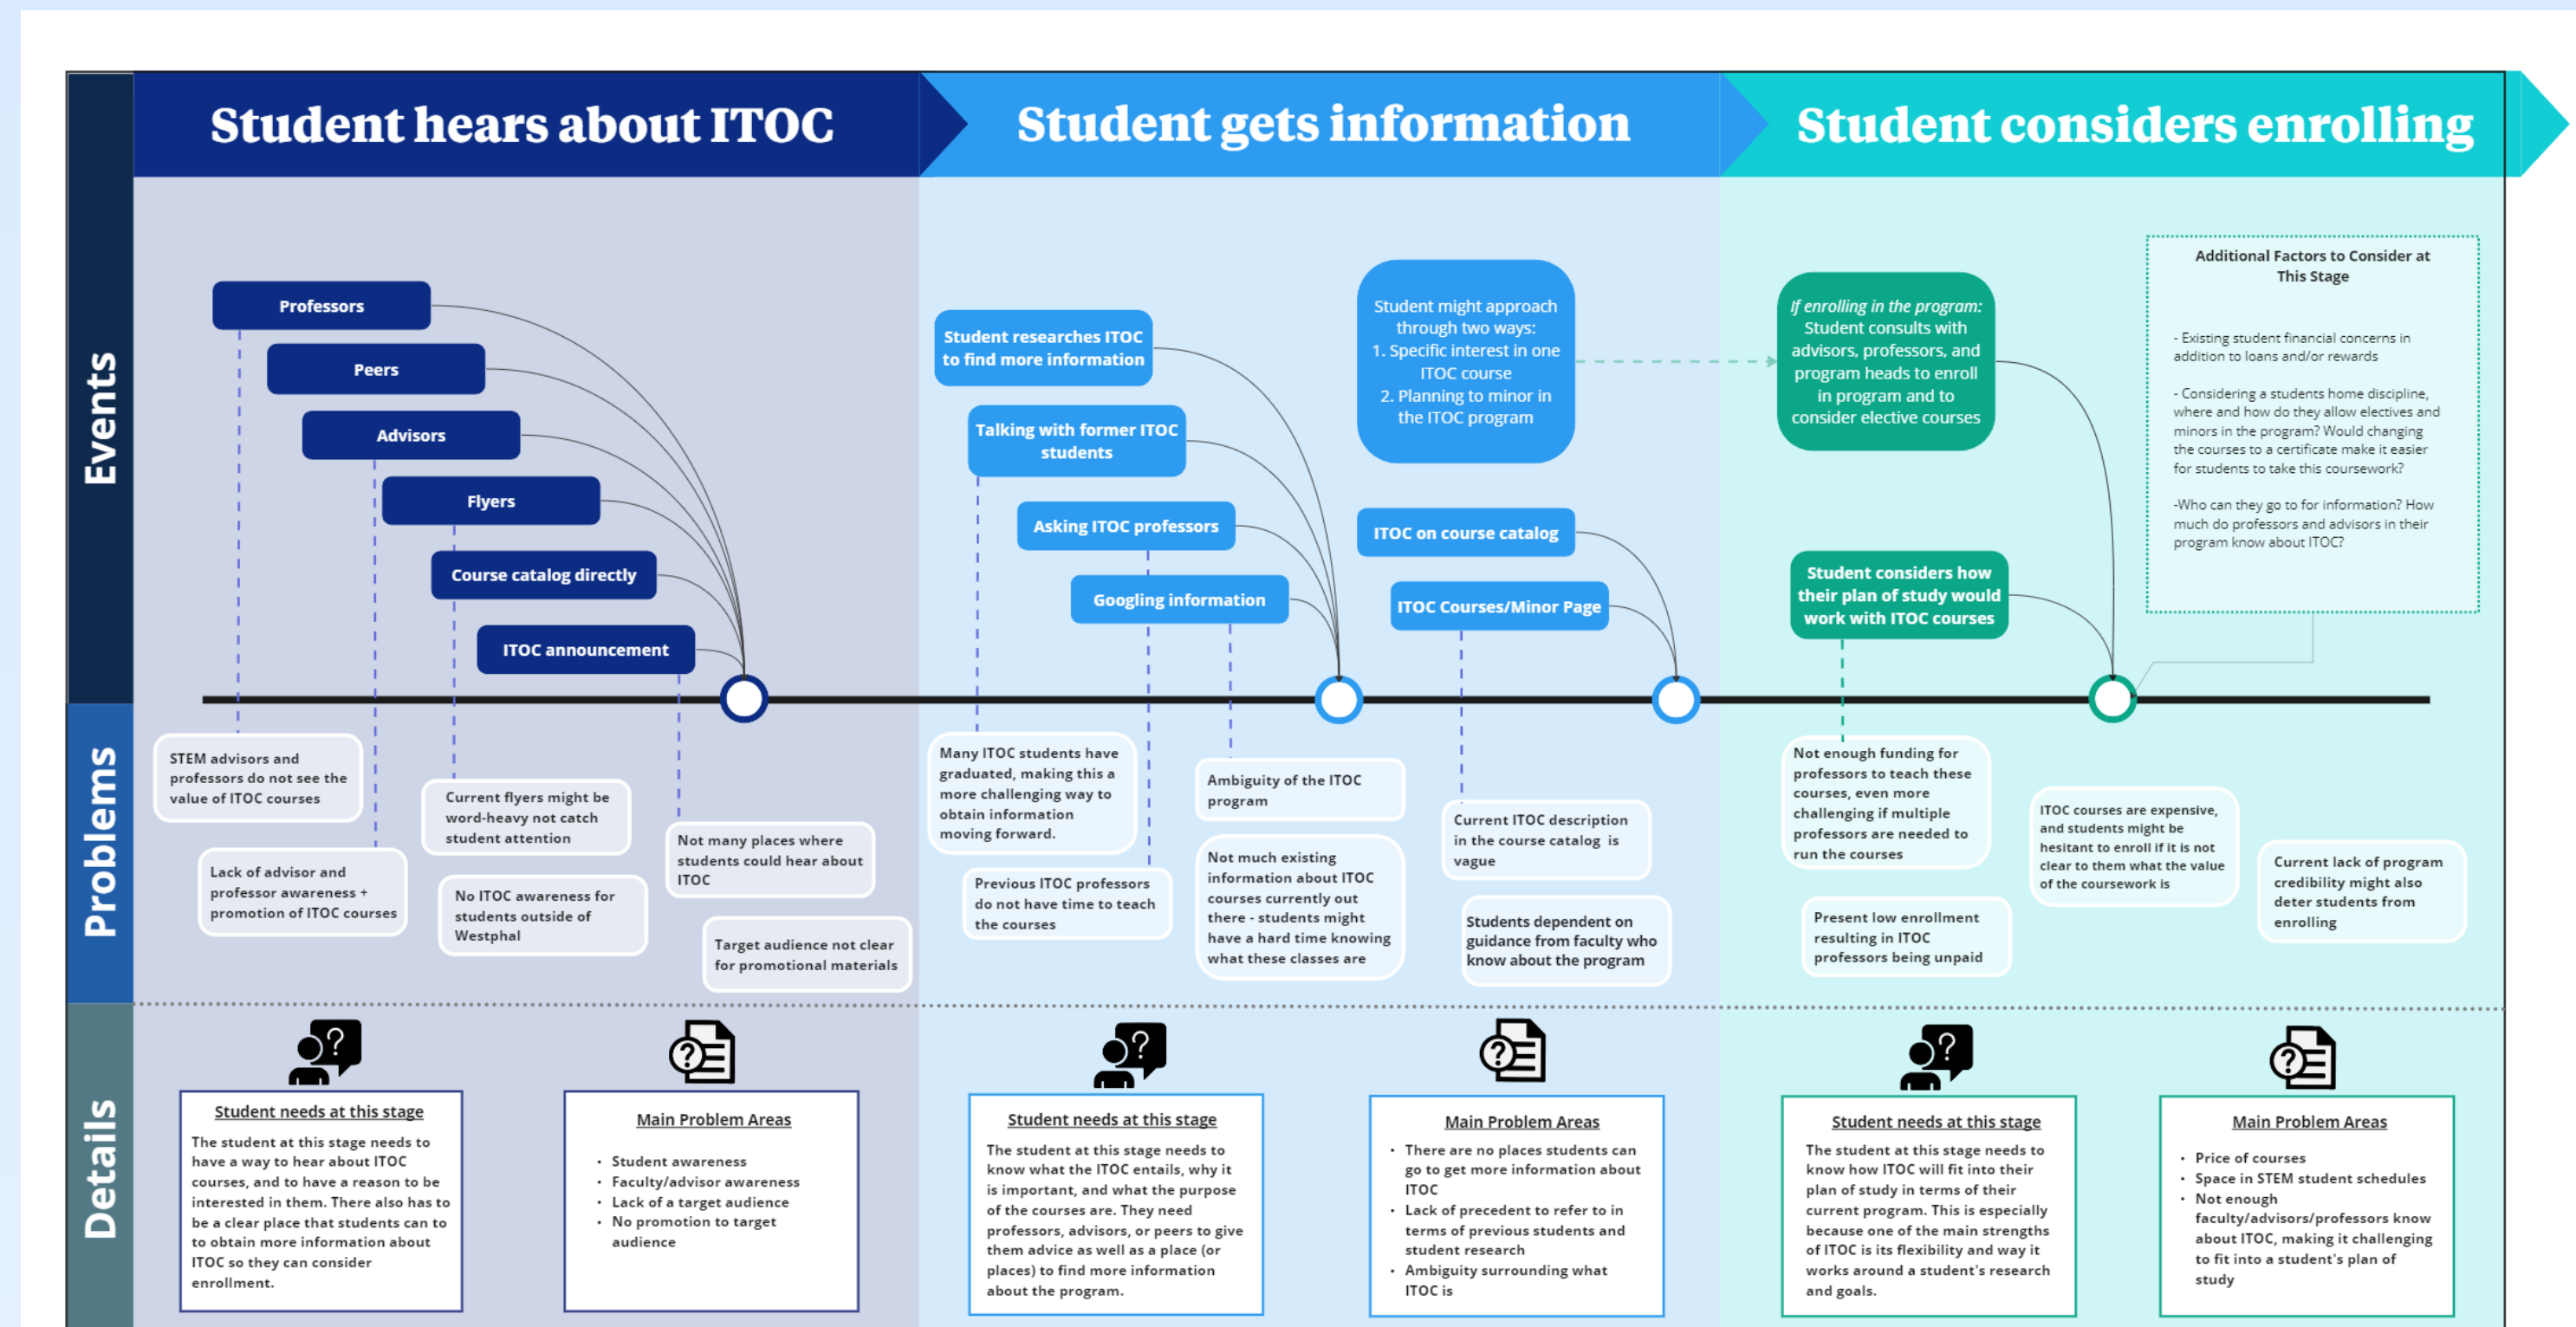 Student hears about ITOC
Student gets information
Student considers enrolling
Events
Professors
Peers
Advisors
Flyers
Course catalog directly
ITOC announcement
Student researches ITOC
to find more information
Talking with former ITOC
students
Asking ITOC professors
Googling information
Student might approach
through two ways:
1. Specific interest in one
ITOC course
2. Planning to minor in
the ITOC program
ITOC on course catalog
ITOC Courses/Minor Page
If enrolling in the program:
Student consults with
advisors, professors, and
program heads to enroll
in program and to
consider elective courses
Student considers how
their plan of study would
work with ITOC courses
Additional Factors to Consider at
This Stage
- Existing student financial concerns in
addition to loans and/or rewards
- Considering a students home discipline,
where and how do they allow electives and
minors in the program? Would changing
the courses to a certificate make it easier
for students to take this coursework?
-Who can they go to for information? How
much do professors and advisors in their
program know about ITOC?
Problems
STEM advisors and
professors do not see the
value of ITOC courses
Lack of advisor and
professor awareness +
promotion of ITOC courses
Current flyers might be
word-heavy not catch
student attention
No ITOC awareness for
students outside of
Westphal
Not many places where
students could hear about
ITOC
Target audience not clear
for promotional materials
Many ITOC students have
graduated, making this a
more challenging way to
obtain information
moving forward.
Previous ITOC professors
do not have time to teach
the courses
Ambiguity of the ITOC
program
Not much existing
information about ITOC
courses currently out
there - students might
have a hard time knowing
what these classes are
Current ITOC description
in the course catalog is
vague
Students dependent on
guidance from faculty who
know about the program
Not enough funding for
professors to teach these
courses, even more
challenging if multiple
professors are needed to
run the courses
Present low enrollment
resulting in ITOC
professors being unpaid
ITOC courses are expensive,
and students might be
hesitant to enroll if it is not
clear to them what the value
of the coursework is
Current lack of program
credibility might also
deter students from
enrolling
Details
?
Student needs at this stage
The student at this stage needs to
have a way to hear about ITOC
courses, and to have a reason to be
interested in them. There also has to
be a clear place that students can to
to obtain more information about
ITOC so they can consider
enrollment.
?
Main Problem Areas
• Student awareness
• Faculty/advisor awareness
• Lack of a target audience
• No promotion to target
audience
?
Student needs at this stage
The student at this stage needs to
know what the ITOC entails, why it
is important, and what the purpose
of the courses are. They need
professors, advisors, or peers to give
them advice as well as a place (or
places) to find more information
about the program.
?
Main Problem Areas
• There are no places students can
go to get more information about
ITOC
• Lack of precedent to refer to in
terms of previous students and
student research
• Ambiguity surrounding what
ITOC is
?
Student needs at this stage
The student at this stage needs to
know how ITOC will fit into their
plan of study in terms of their
current program. This is especially
because one of the main strengths
of ITOC is its flexibility and way it
works around a student's research
and goals.
?
Main Problem Areas
• Price of courses
• Space in STEM student schedules
• Not enough
faculty/advisors/professors know
about ITOC, making it challenging
to fit into a student's plan of
study